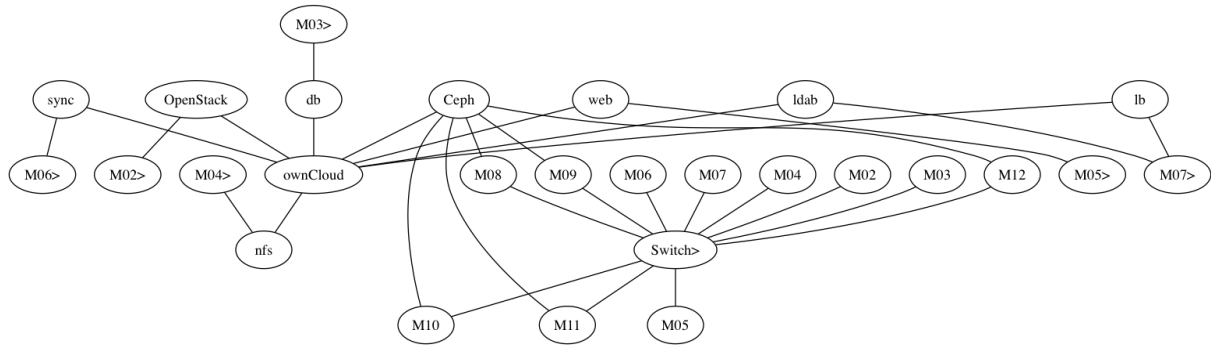 M03>
sync
OpenStack
db
Ceph
web
ldab
lb
M06>
M02>
M04>
ownCloud
M08
M09
M06
M07
M04
M02
M03
M12
M05>
M07>
nfs
Switch>
M10
M11
M05